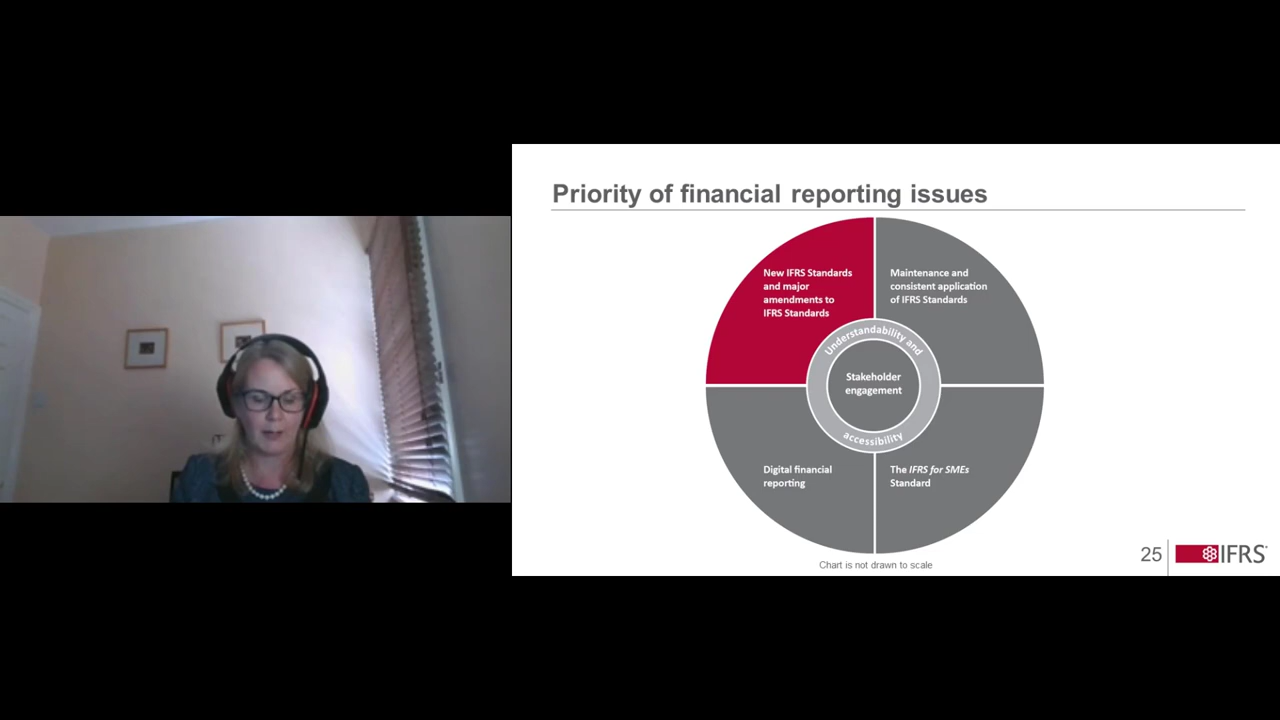 Priority of financial reporting issues
New IFRS Standards
and major
amendments to
IFRS Standards
Maintenance and
consistent application
of IFRS Standards
Understandability and
Stakeholder
engagement
accessibility
Digital financial
reporting
The IFRS for SMEs
Standard
Chart is not drawn to scale
25
IFRS